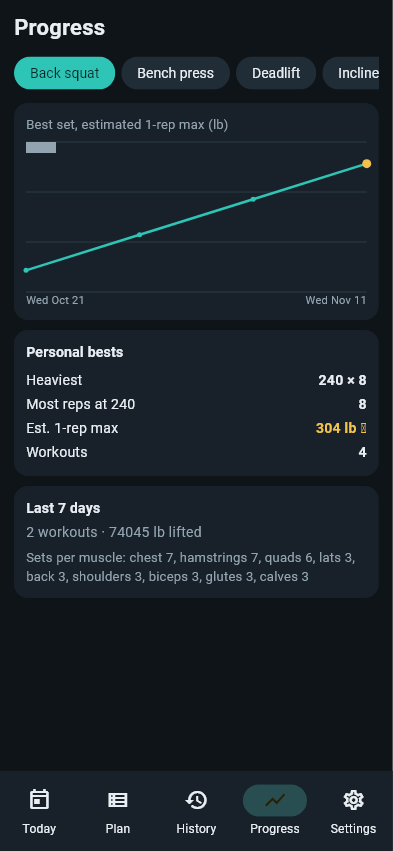 Progress
Back squat
Bench press
Deadlift
Incline
Best set, estimated 1-rep max (lb)
Wed Oct 21
Wed Nov 11
Personal bests
Heaviest 240 × 8
Most reps at 240 8
Est. 1-rep max 304 lb
Workouts 4
Last 7 days
2 workouts · 74045 lb lifted
Sets per muscle: chest 7, hamstrings 7, quads 6, lats 3,
back 3, shoulders 3, biceps 3, glutes 3, calves 3
Today
Plan
History
Progress
Settings